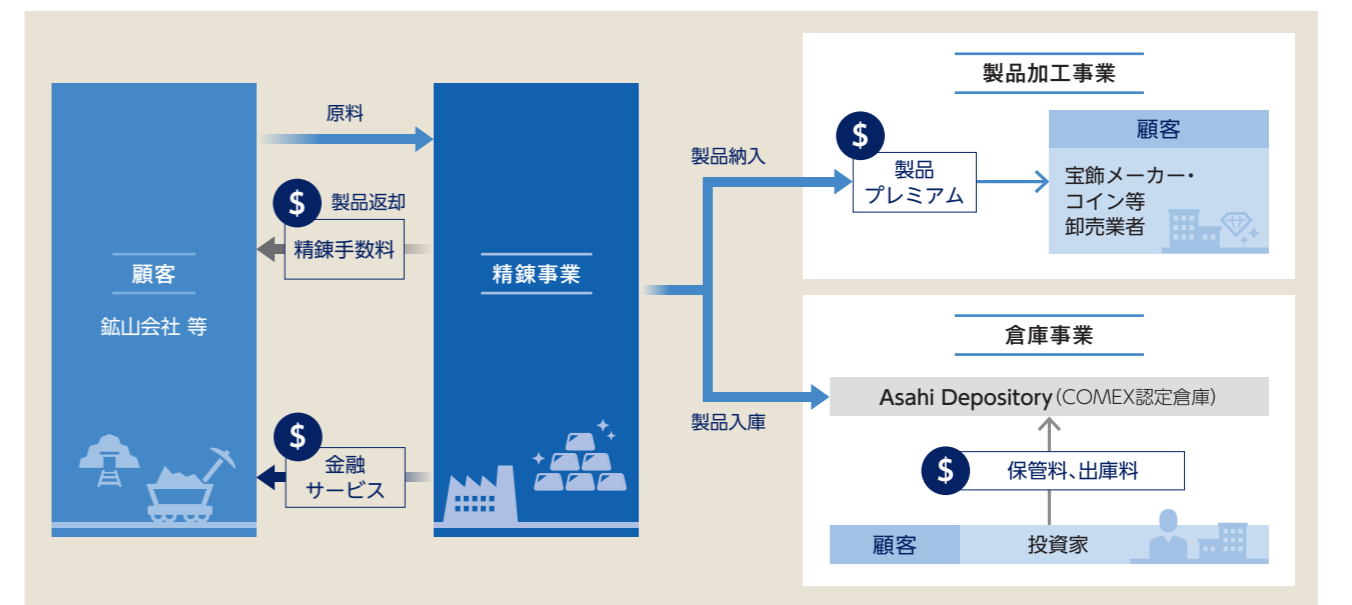 顧客
鉱山会社 等
原料
$
製品返却
精錬手数料
$
金融
サービス
精錬事業
製品納入
製品入庫
製品加工事業
$
製品
プレミアム
顧客
宝飾メーカー・
コイン等
卸売業者
倉庫事業
Asahi Depository(COMEX認定倉庫)
$
保管料、出庫料
顧客
投資家